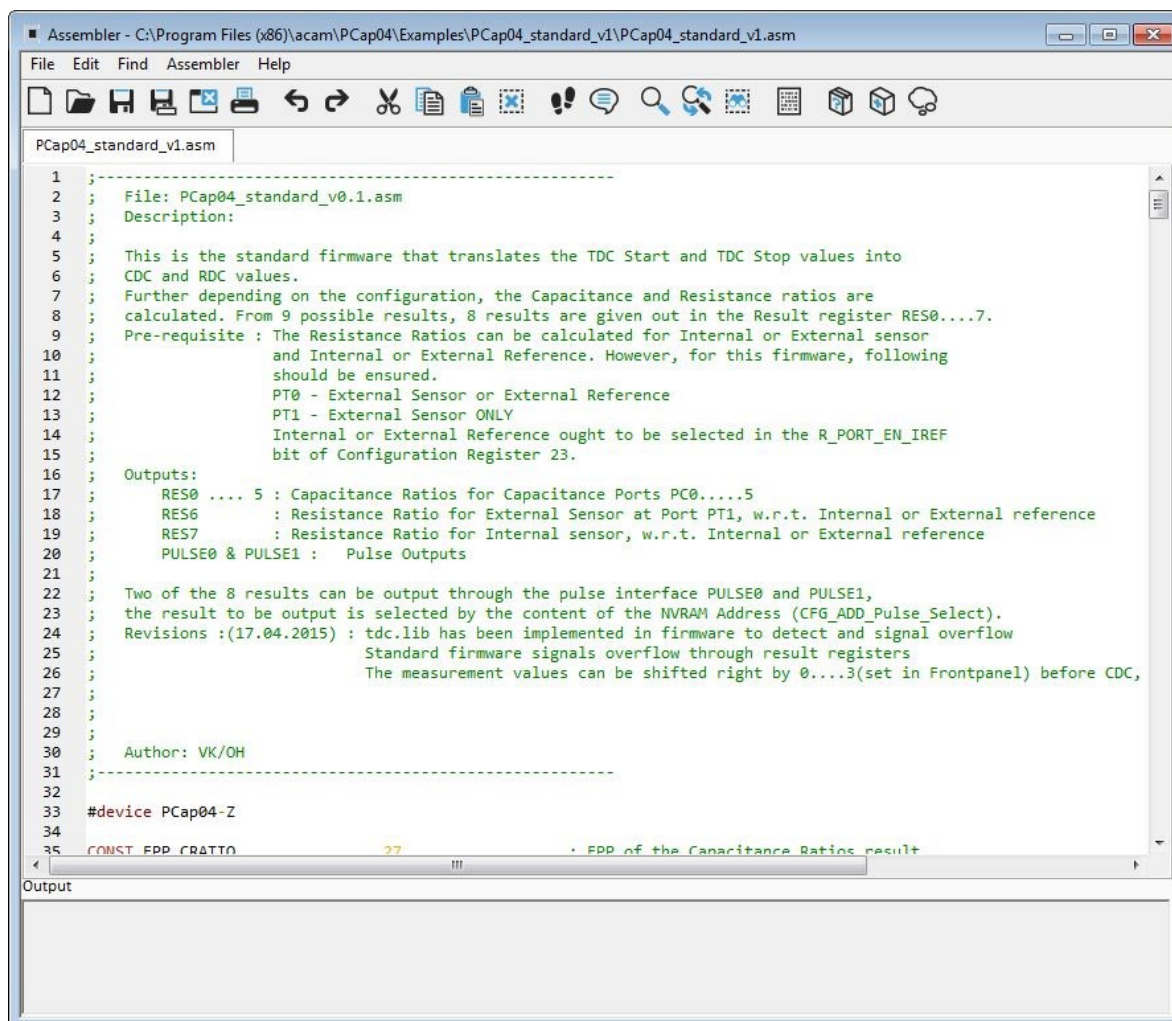 Assembler - C:\Program Files (x86)\acam\PCap04\Examples\PCap04_standard_v1\PCap04_standard_v1.asm
File Edit Find Assembler Help
PCap04_standard_v1.asm
1 ;--------------------------------------------------------
2 ; File: PCap04_standard_v0.1.asm
3 ; Description:
4 ;
5 ; This is the standard firmware that translates the TDC Start and TDC Stop values into
6 ; CDC and RDC values.
7 ; Further depending on the configuration, the Capacitance and Resistance ratios are
8 ; calculated. From 9 possible results, 8 results are given out in the Result register RES0....7.
9 ; Pre-requisite : The Resistance Ratios can be calculated for Internal or External sensor
10 ; and Internal or External Reference. However, for this firmware, following
11 ; should be ensured.
12 ; PT0 - External Sensor or External Reference
13 ; PT1 - External Sensor ONLY
14 ; Internal or External Reference ought to be selected in the R_PORT_EN_IREF
15 ; bit of Configuration Register 23.
16 ; Outputs:
17 ; RES0 .... 5 : Capacitance Ratios for Capacitance Ports PC0.....5
18 ; RES6 : Resistance Ratio for External Sensor at Port PT1, w.r.t. Internal or External reference
19 ; RES7 : Resistance Ratio for Internal sensor, w.r.t. Internal or External reference
20 ; PULSE0 & PULSE1 : Pulse Outputs
21 ;
22 ; Two of the 8 results can be output through the pulse interface PULSE0 and PULSE1,
23 ; the result to be output is selected by the content of the NVRAM Address (CFG_ADD_Pulse_Select).
24 ; Revisions :(17.04.2015) : tdc.lib has been implemented in firmware to detect and signal overflow
25 ; Standard firmware signals overflow through result registers
26 ; The measurement values can be shifted right by 0....3(set in Frontpanel) before CDC,
27 ;
28 ;
29 ;
30 ; Author: VK/OH
31 ;--------------------------------------------------------
32
33 #device PCap04-Z
34
35 CONST FPP_CRATIO 27 ; FPP of the Capacitance Ratios result
Output